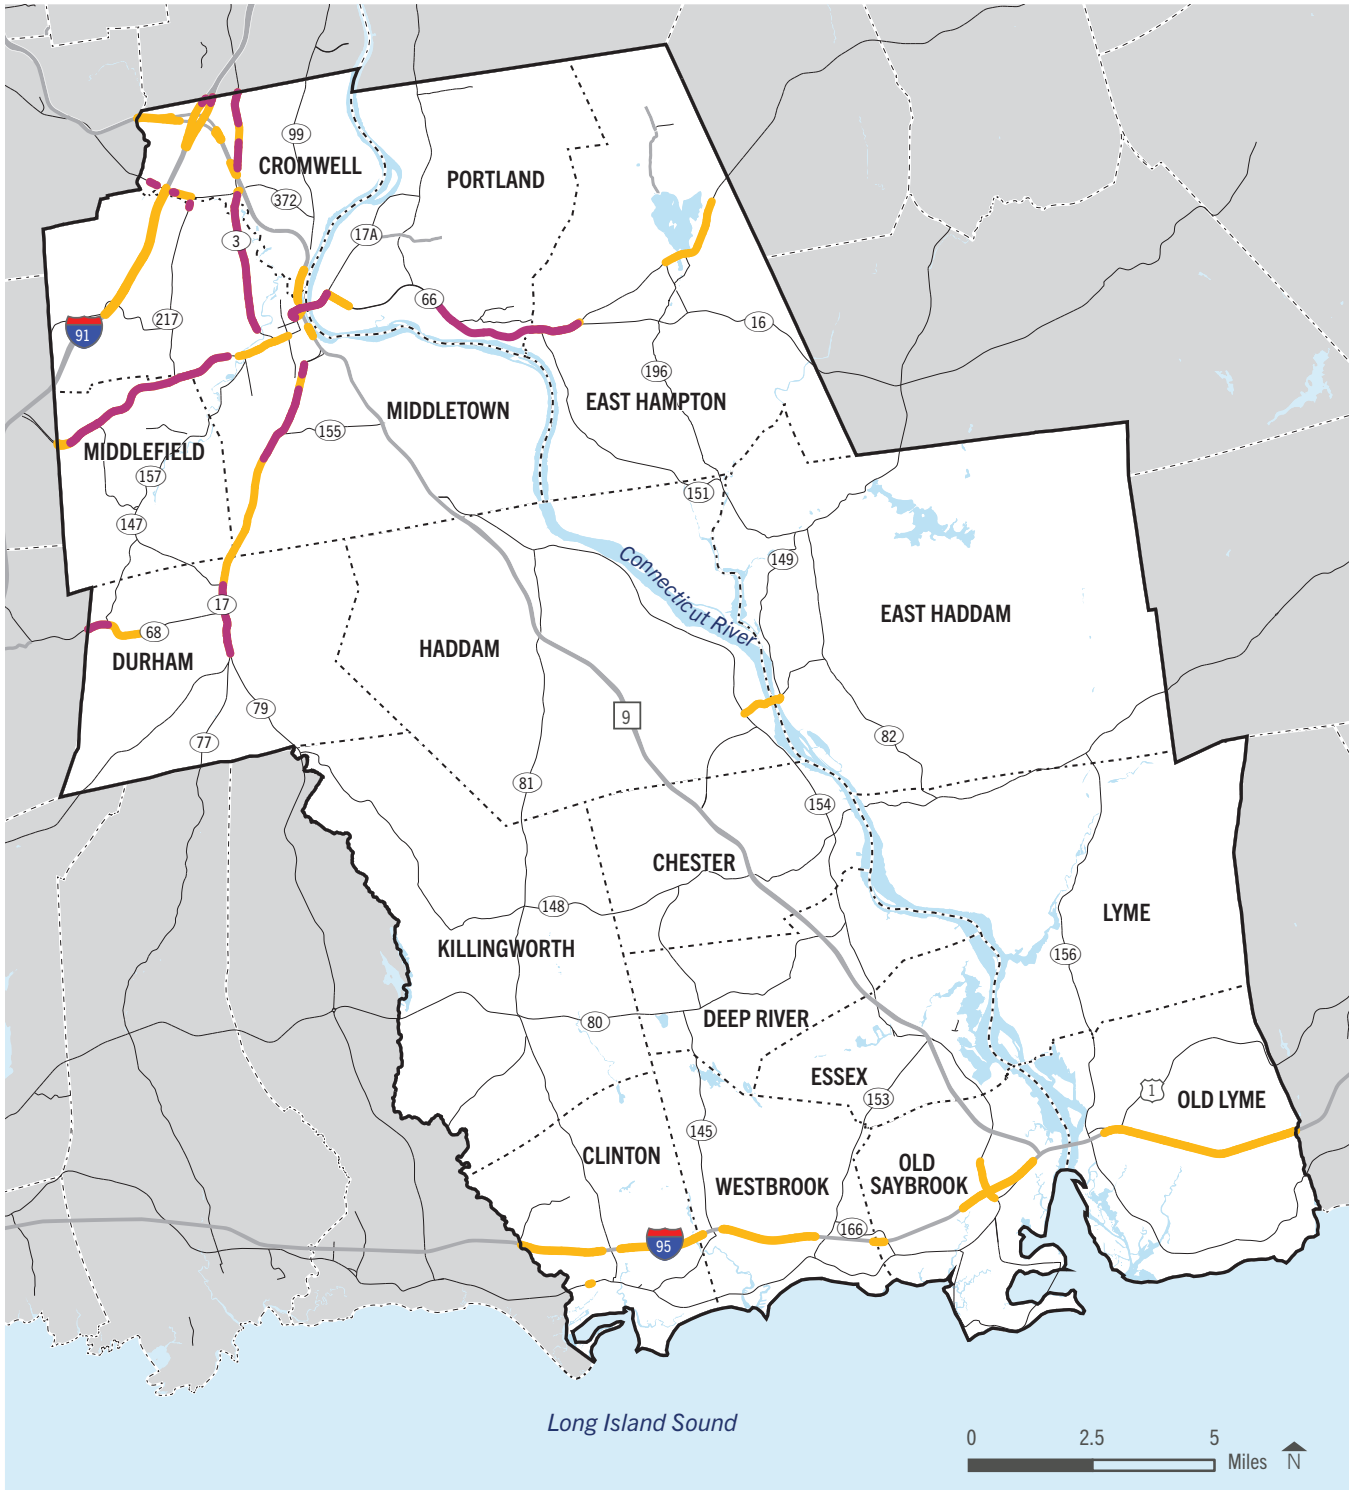 99
CROMWELL
PORTLAND
372
17A
3
66
217
16
91
196
EAST HAMPTON
MIDDLETOWN
155
MIDDLEFIELD
157
151
147
149
Connecticut River
17
EAST HADDAM
68
HADDAM
DURHAM
79
9
82
77
81
154
CHESTER
148
LYME
KILLINGWORTH
156
80
DEEP RIVER
ESSEX
1
153
OLD LYME
145
CLINTON
OLD
SAYBROOK
WESTBROOK
166
95
Long Island Sound
0 2.5 5
Miles N